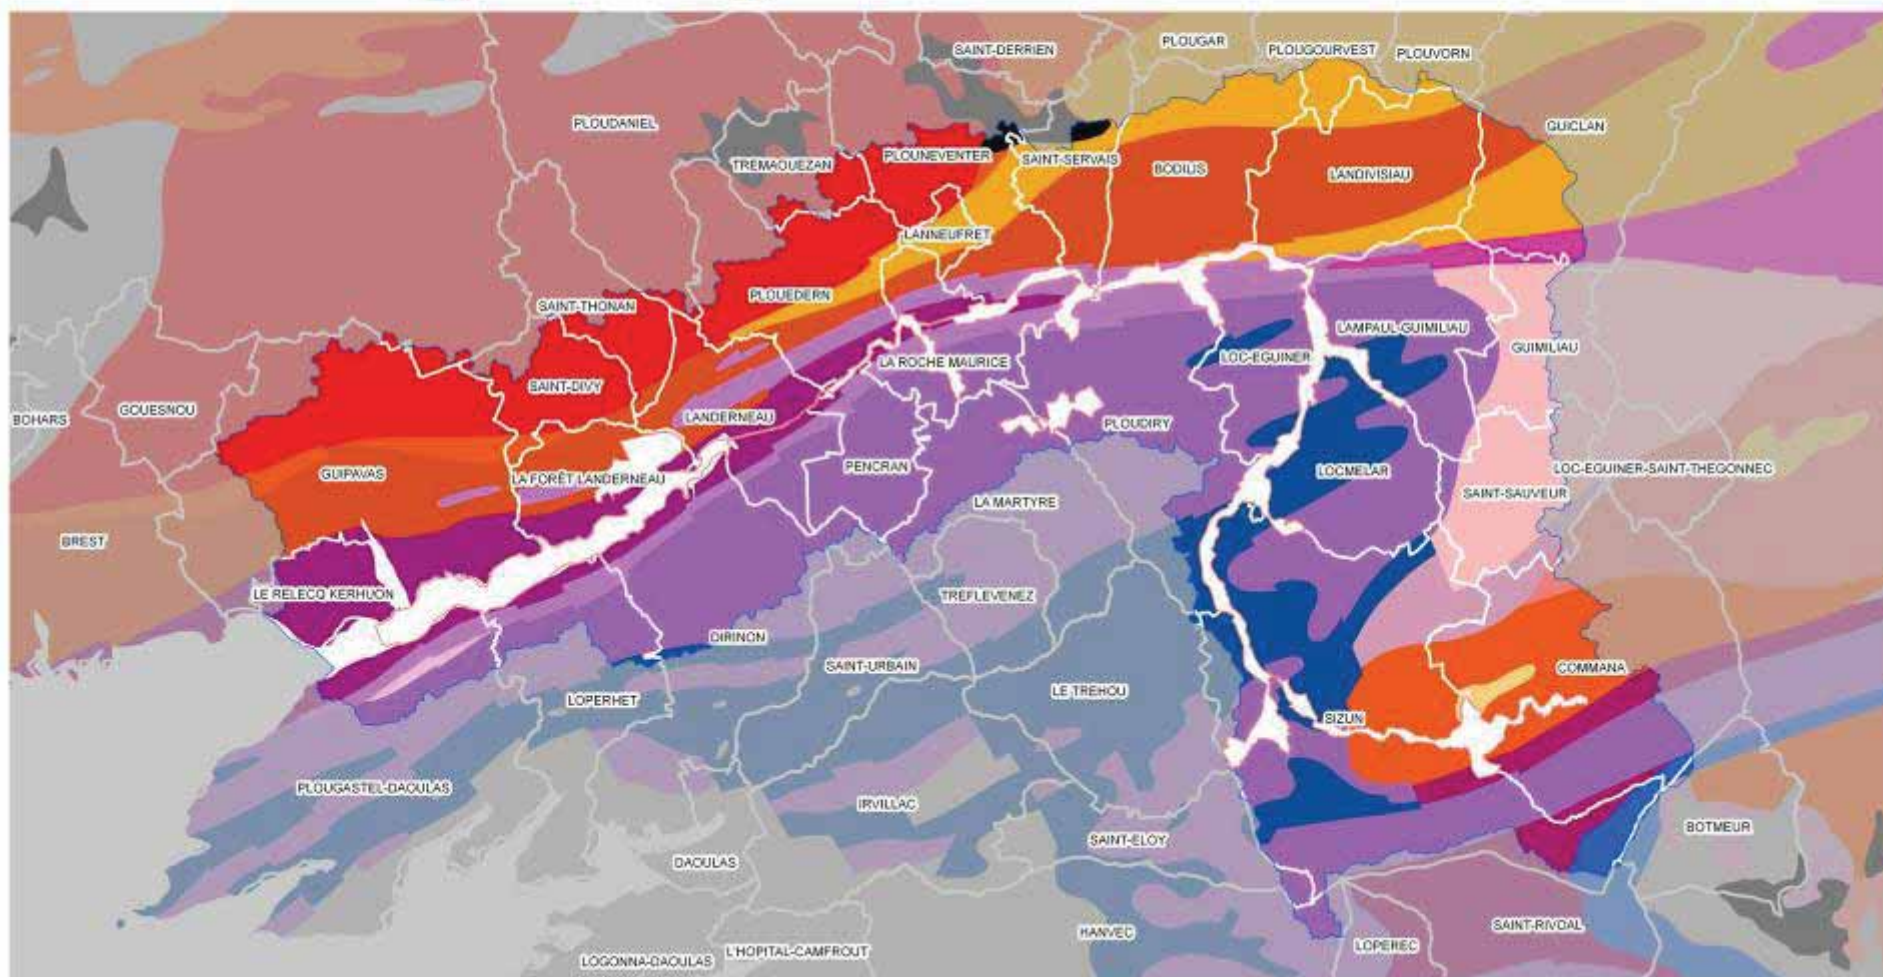 PLOUGAR
SAINT-DERRIEN
PLOUGOURVEST
PLOUVORN
PLOUDANIEL
GUICLAN
PLOUNEVENTER
SAINT-SERVAIS
TREMAOUEZAN
BODILIS
LANDIVISIAU
LANNEUFRET
PLOUEDERN
SAINT-THONAN
LAMPAUL-GUIMILIAU
GUIMILIAU
LOC-EGUINER
LA ROCHE MAURICE
SAINT-DIVY
GOUESNOU
BOHARS
LANDERNEAU
PLOUDIRY
PENCRAN
LOCMELAR
LOC-EGUINER-SAINT-THEGONNEC
GUIPAVAS
LA FORÊT LANDERNEAU
SAINT-SAUVEUR
LA MARTYRE
BREST
LE RELECQ KERHUON
TREFLEVENEZ
DIRINON
SAINT-URBAIN
COMMANA
LE TREHOU
LOPERHET
SIZUN
PLOUGASTEL-DAOULAS
IRVILLAC
BOTMEUR
SAINT-ELOY
DAOULAS
SAINT-RIVOAL
HANVEC
LOPEREC
L'HOPITAL-CAMFROUT
LOGONNA-DAOULAS